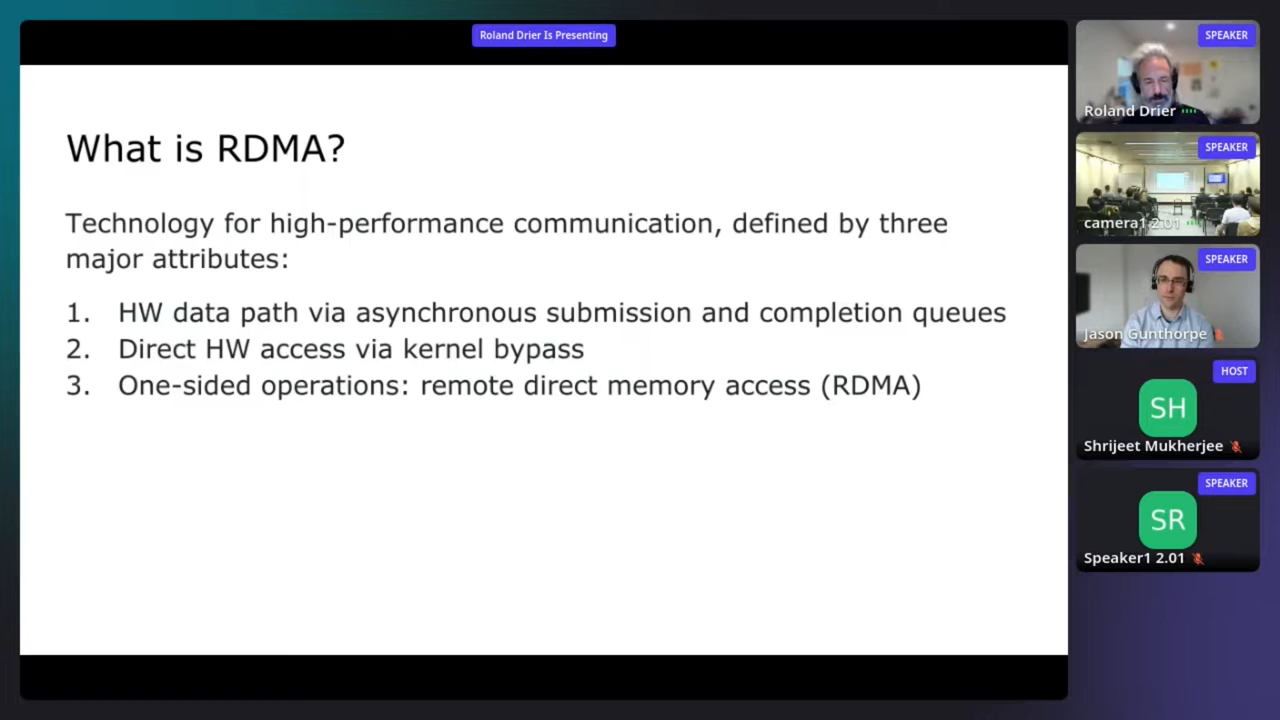 Roland Drier Is Presenting
What is RDMA?
Technology for high-performance communication, defined by three
major attributes:
1. HW data path via asynchronous submission and completion queues
2. Direct HW access via kernel bypass
3. One-sided operations: remote direct memory access (RDMA)
SPEAKER
Roland Drier
SPEAKER
camera1 2.01
SPEAKER
Jason Gunthorpe
HOST
SH
Shrijeet Mukherjee
SPEAKER
SR
Speaker1 2.01